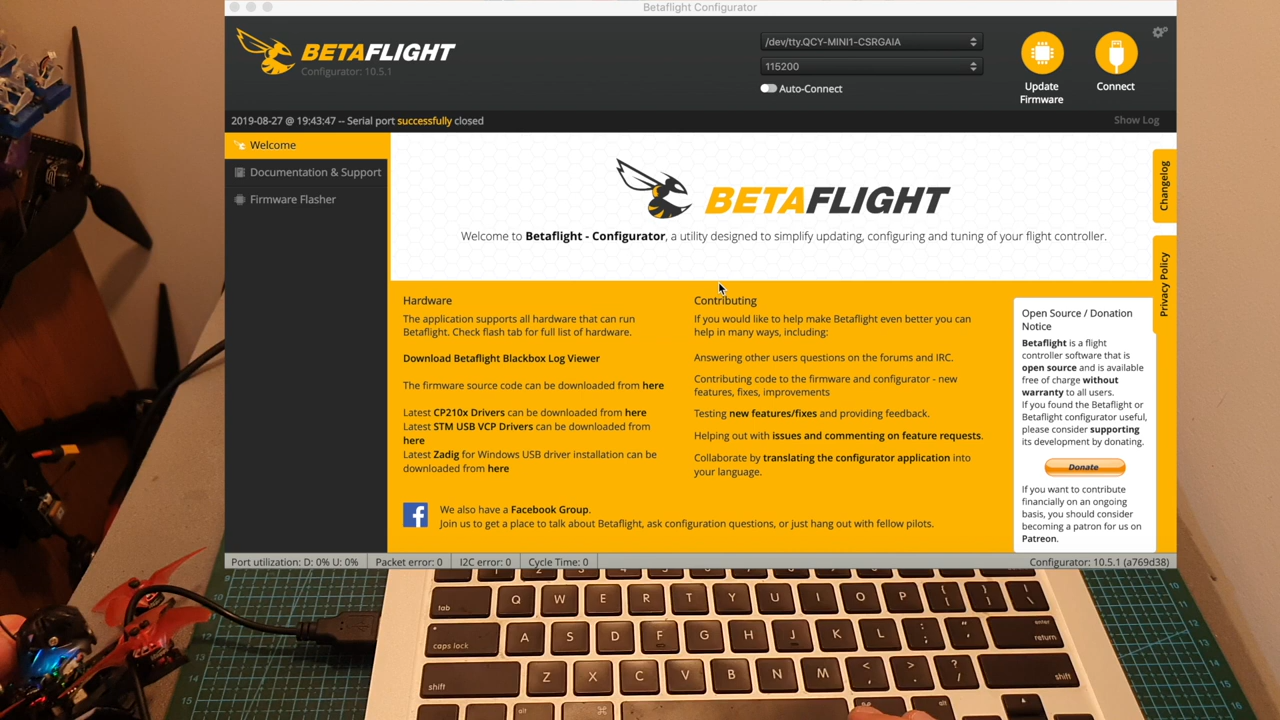 Betaflight Configurator
BETAFLIGHT
Configurator: 10.5.1
/dev/tty.QCY-MINI1-CSRGAIA
115200
Auto-Connect
Update
Firmware
Connect
2019-08-27 @ 19:43:47 -- Serial port successfully closed
Show Log
Welcome
Documentation & Support
Firmware Flasher
BETAFLIGHT
Welcome to Betaflight - Configurator, a utility designed to simplify updating, configuring and tuning of your flight controller.
Changelog
Privacy Policy
Hardware
The application supports all hardware that can run
Betaflight. Check flash tab for full list of hardware.
Download Betaflight Blackbox Log Viewer
The firmware source code can be downloaded from here
Latest CP210x Drivers can be downloaded from here
Latest STM USB VCP Drivers can be downloaded from
here
Latest Zadig for Windows USB driver installation can be
downloaded from here
Contributing
If you would like to help make Betaflight even better you can
help in many ways, including:
Answering other users questions on the forums and IRC.
Contributing code to the firmware and configurator - new
features, fixes, improvements
Testing new features/fixes and providing feedback.
Helping out with issues and commenting on feature requests.
Collaborate by translating the configurator application into
your language.
We also have a Facebook Group.
Join us to get a place to talk about Betaflight, ask configuration questions, or just hang out with fellow pilots.
Open Source / Donation
Notice
Betaflight is a flight
controller software that is
open source and is available
free of charge without
warranty to all users.
If you found the Betaflight or
Betaflight configurator useful,
please consider supporting
its development by donating.
Donate
If you want to contribute
financially on an ongoing
basis, you should consider
becoming a patron for us on
Patreon.
Port utilization: D: 0% U: 0%
Packet error: 0
I2C error: 0
Cycle Time: 0
Configurator: 10.5.1 (a769d38)
tab Q W E R T Y U I O P
caps lock A S D F G H J K L enter
return
shift Z X C V B N M shift
alt ⌘ alt